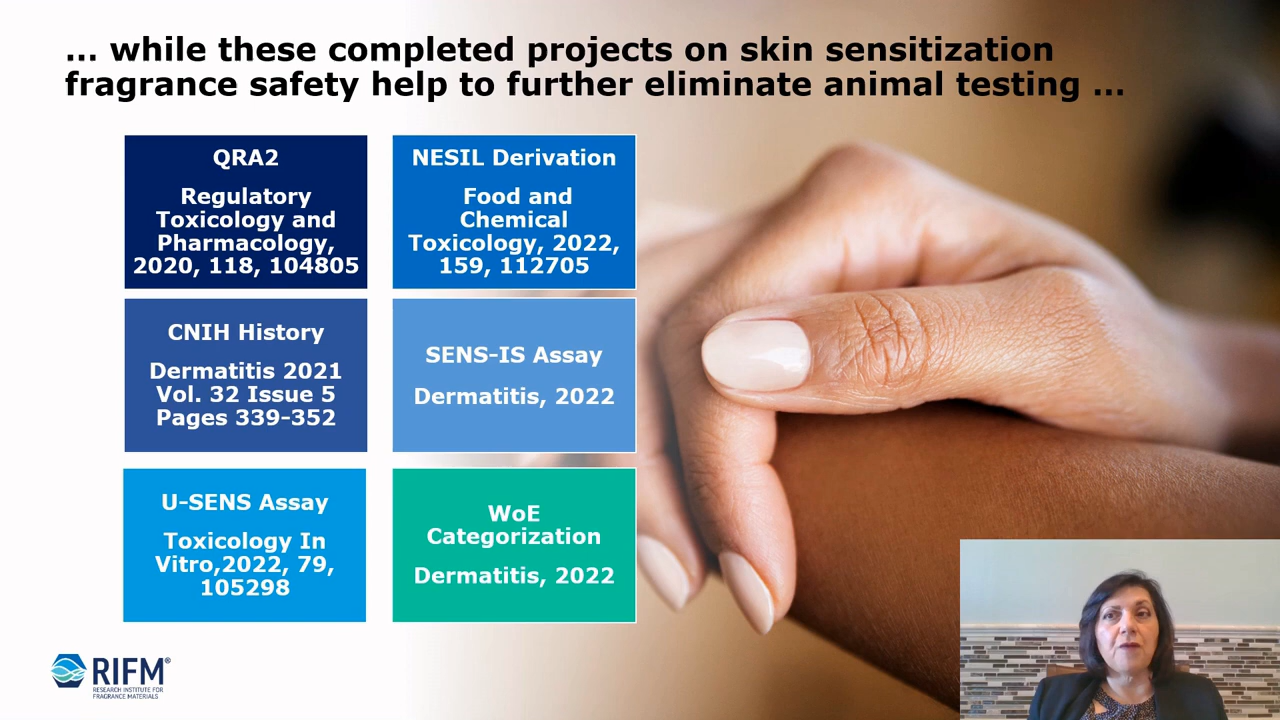 ... while these completed projects on skin sensitization
fragrance safety help to further eliminate animal testing ...
QRA2
Regulatory
Toxicology and
Pharmacology,
2020, 118, 104805
NESIL Derivation
Food and
Chemical
Toxicology, 2022,
159, 112705
CNIH History
Dermatitis 2021
Vol. 32 Issue 5
Pages 339-352
SENS-IS Assay
Dermatitis, 2022
U-SENS Assay
Toxicology In
Vitro,2022, 79,
105298
WoE
Categorization
Dermatitis, 2022
RIFM®
RESEARCH INSTITUTE FOR
FRAGRANCE MATERIALS